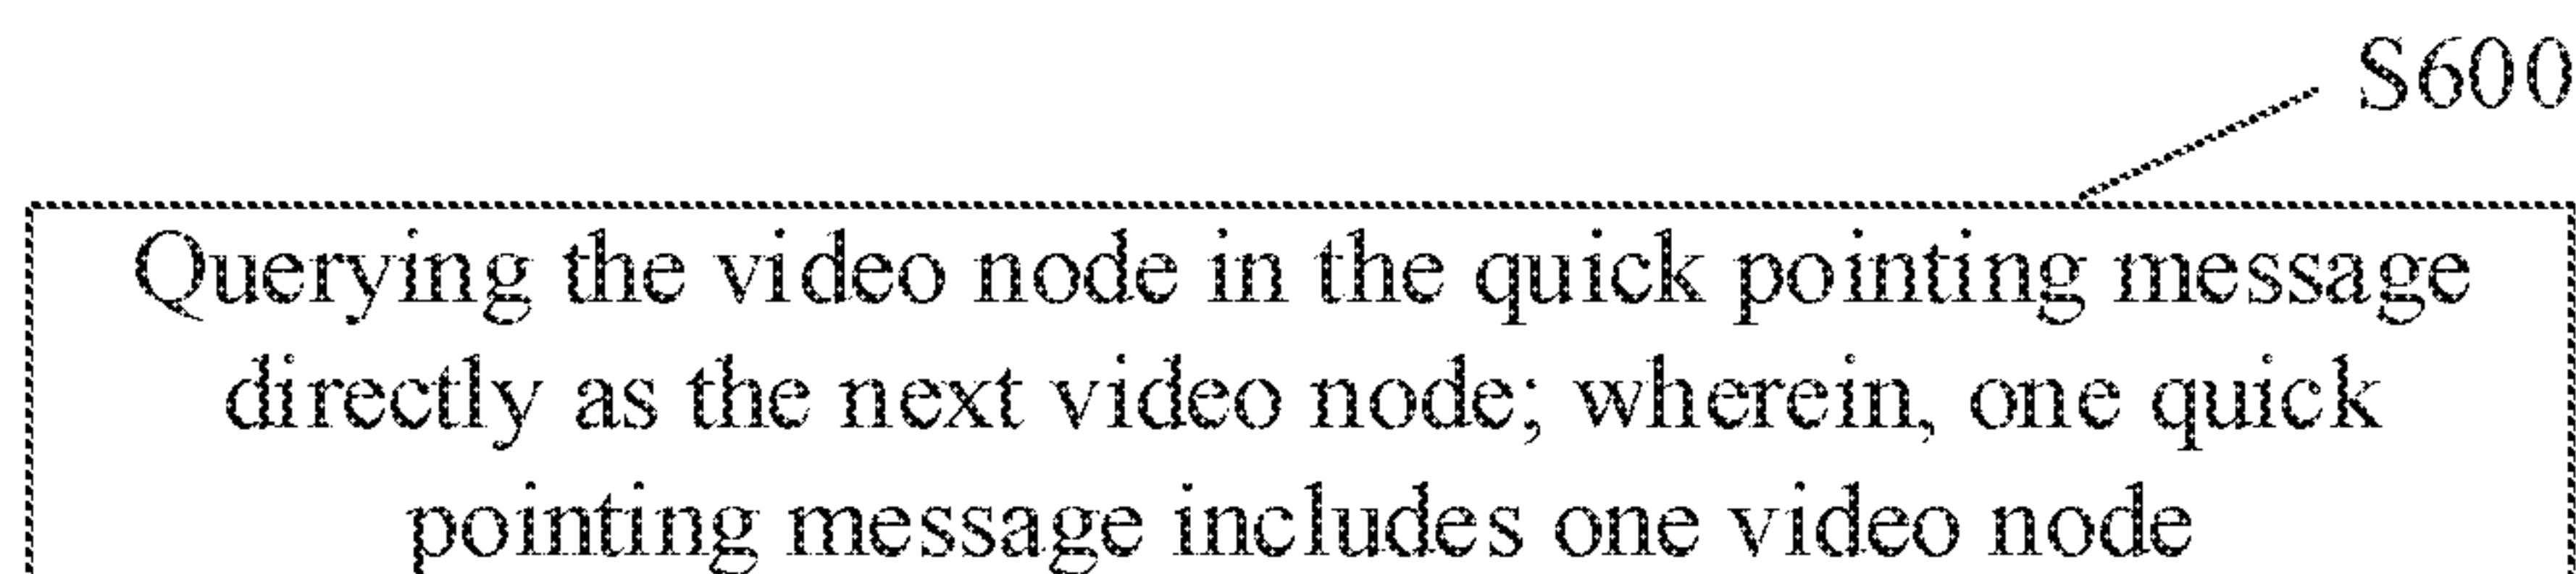 S600
Querying the video node in the quick pointing message
directly as the next video node; wherein, one quick
pointing message includes one video node